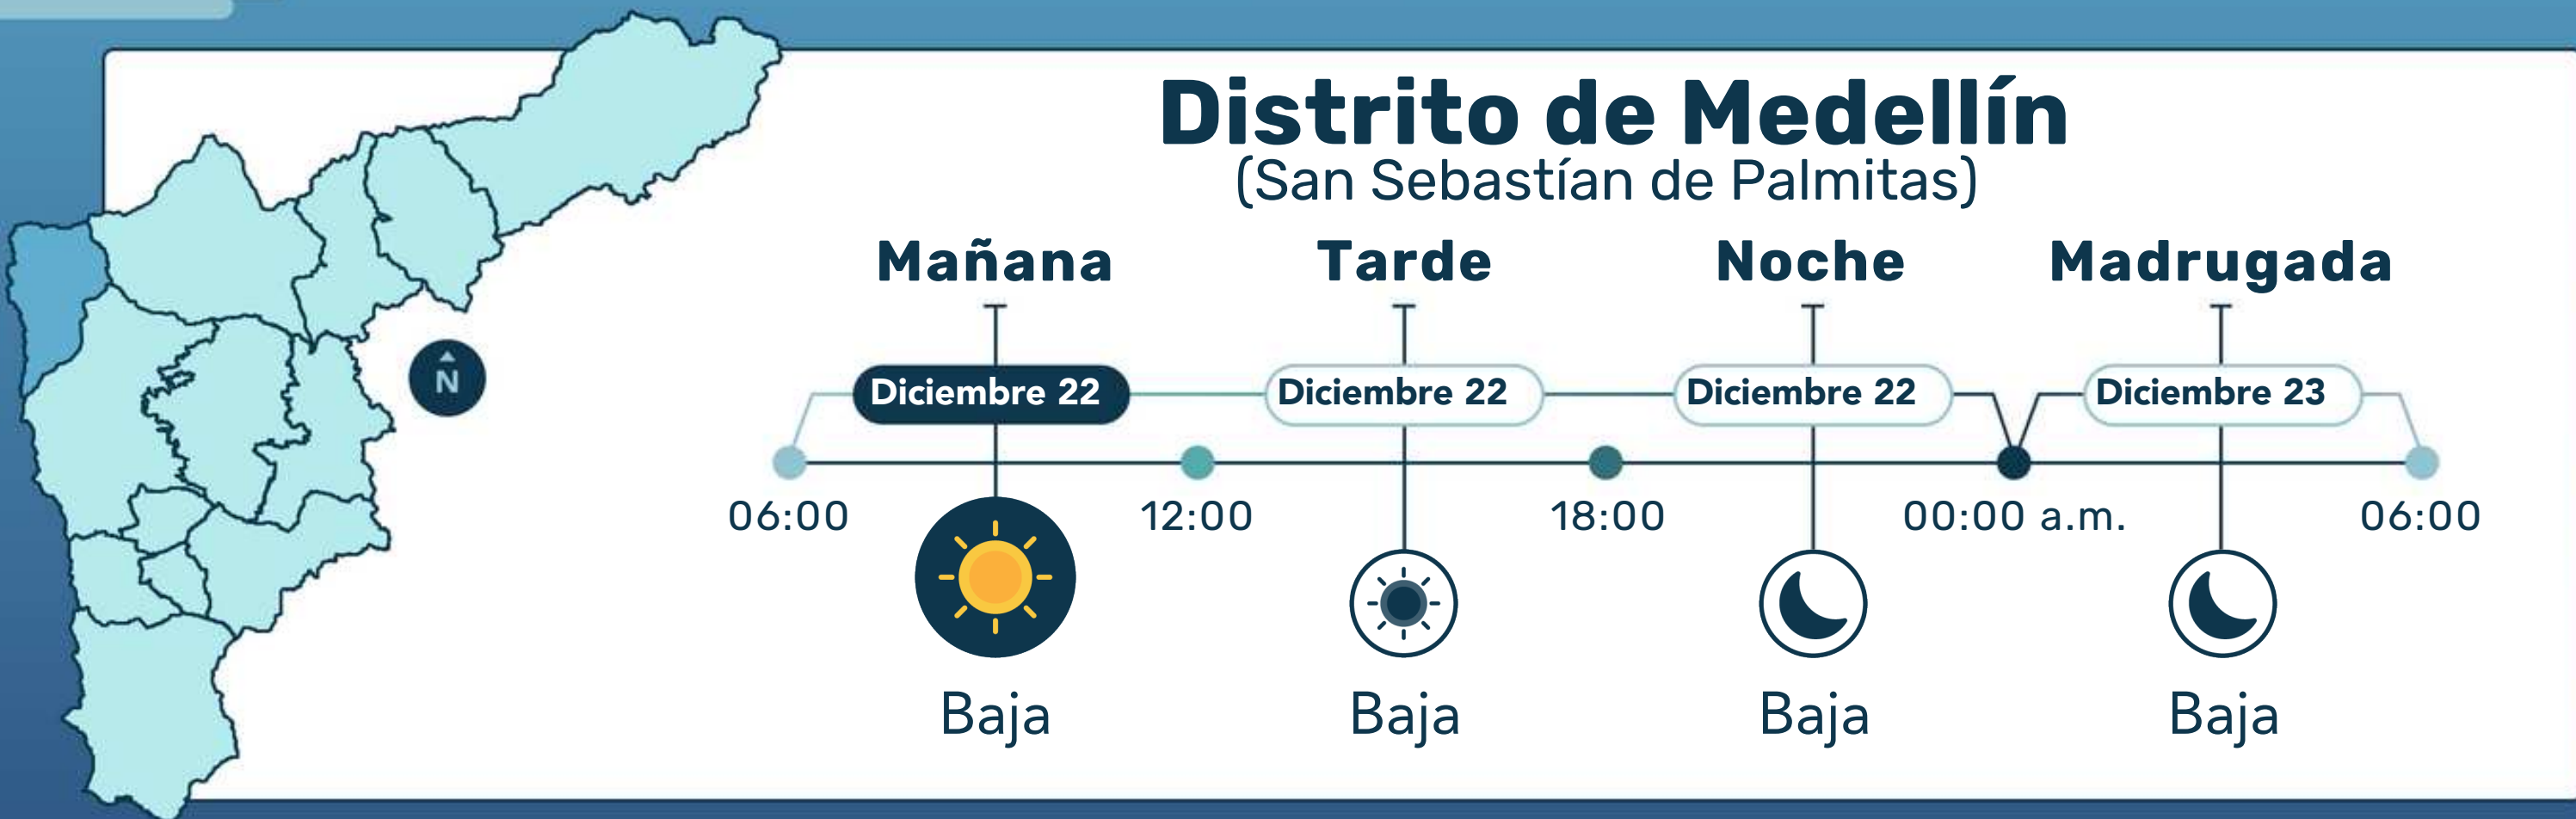 Distrito de Medellín
(San Sebastían de Palmitas)
Mañana Tarde Noche Madrugada
Diciembre 22 Diciembre 22 Diciembre 22 Diciembre 23
N
06:00 12:00 18:00 00:00 a.m. 06:00
Baja Baja Baja Baja